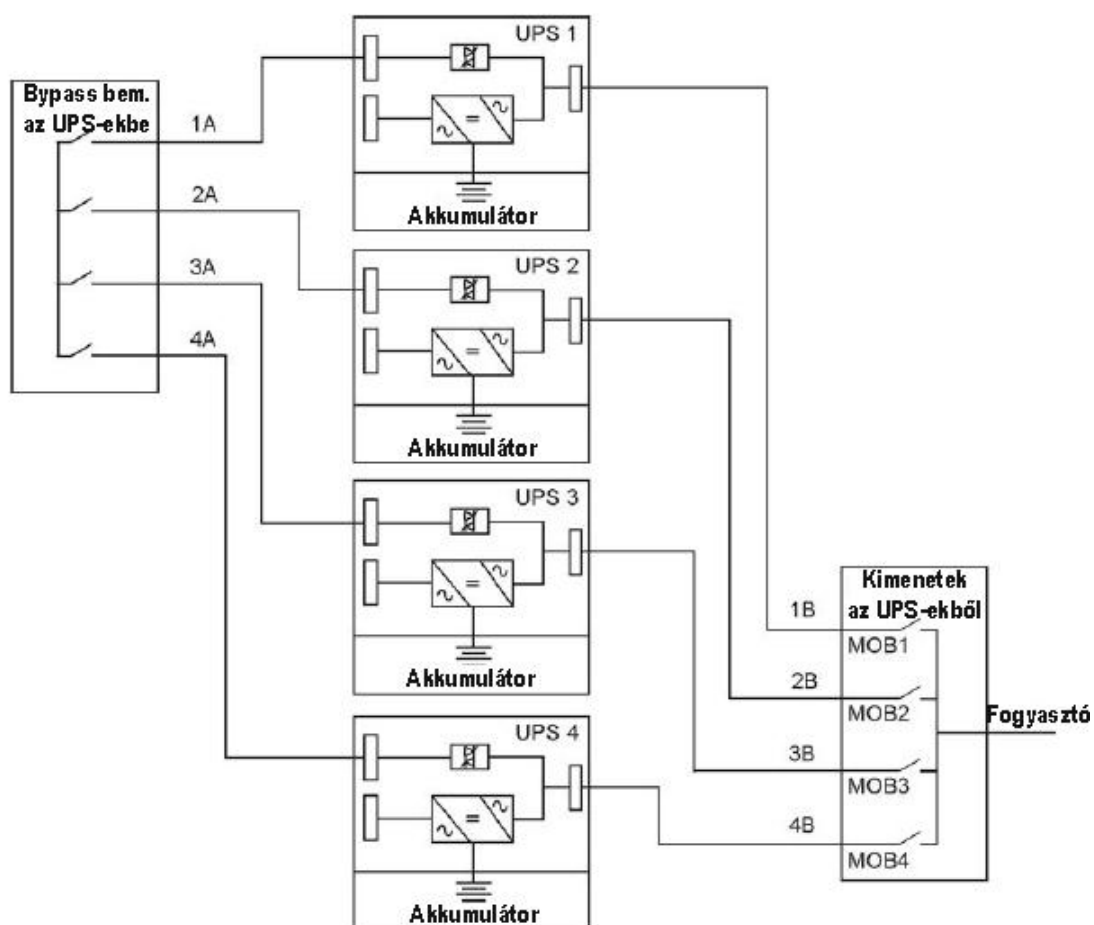 Bypass bem.
az UPS-ekbe
1A
2A
3A
4A
UPS 1
Akkumulátor
UPS 2
Akkumulátor
UPS 3
Akkumulátor
UPS 4
Akkumulátor
Kimenetek
az UPS-ekből
1B
MOB1
2B
MOB2
3B
MOB3
4B
MOB4
Fogyasztó